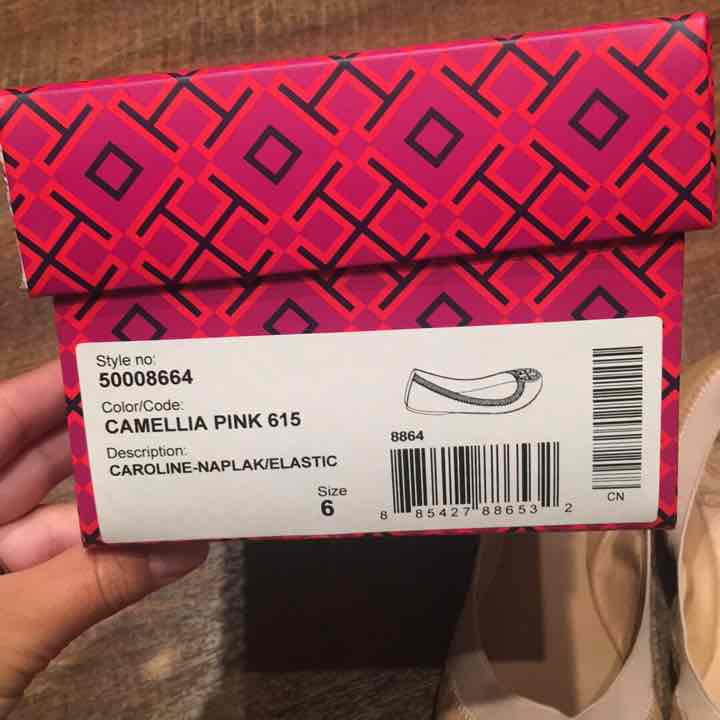 Style no:
50008664
Color/Code:
CAMELLIA PINK 615
Description:
CAROLINE-NAPLAK/ELASTIC
Size
6
8864
8 85427 88653 2
CN